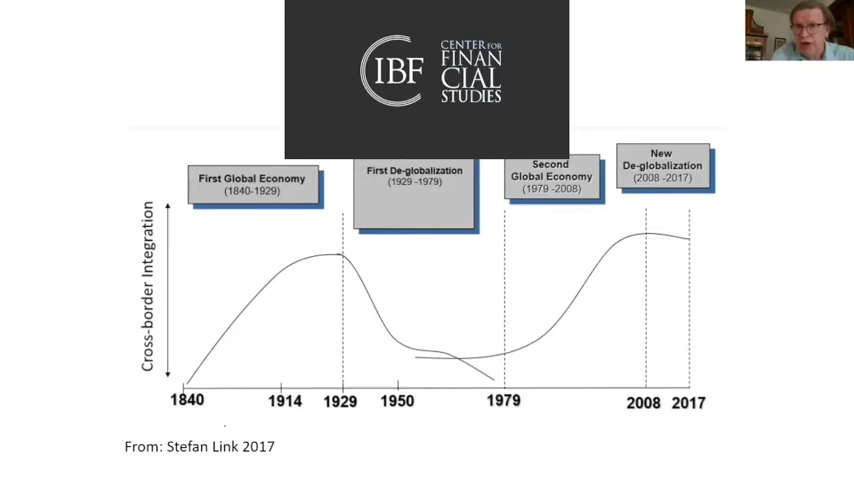 IBF
CENTER FOR
FINAN
CIAL
STUDIES
First Global Economy
(1840-1929)
First De-globalization
(1929 -1979)
Second
Global Economy
(1979 -2008)
New
De-globalization
(2008 -2017)
Cross-border Integration
1840
1914
1929
1950
1979
2008
2017
From: Stefan Link 2017